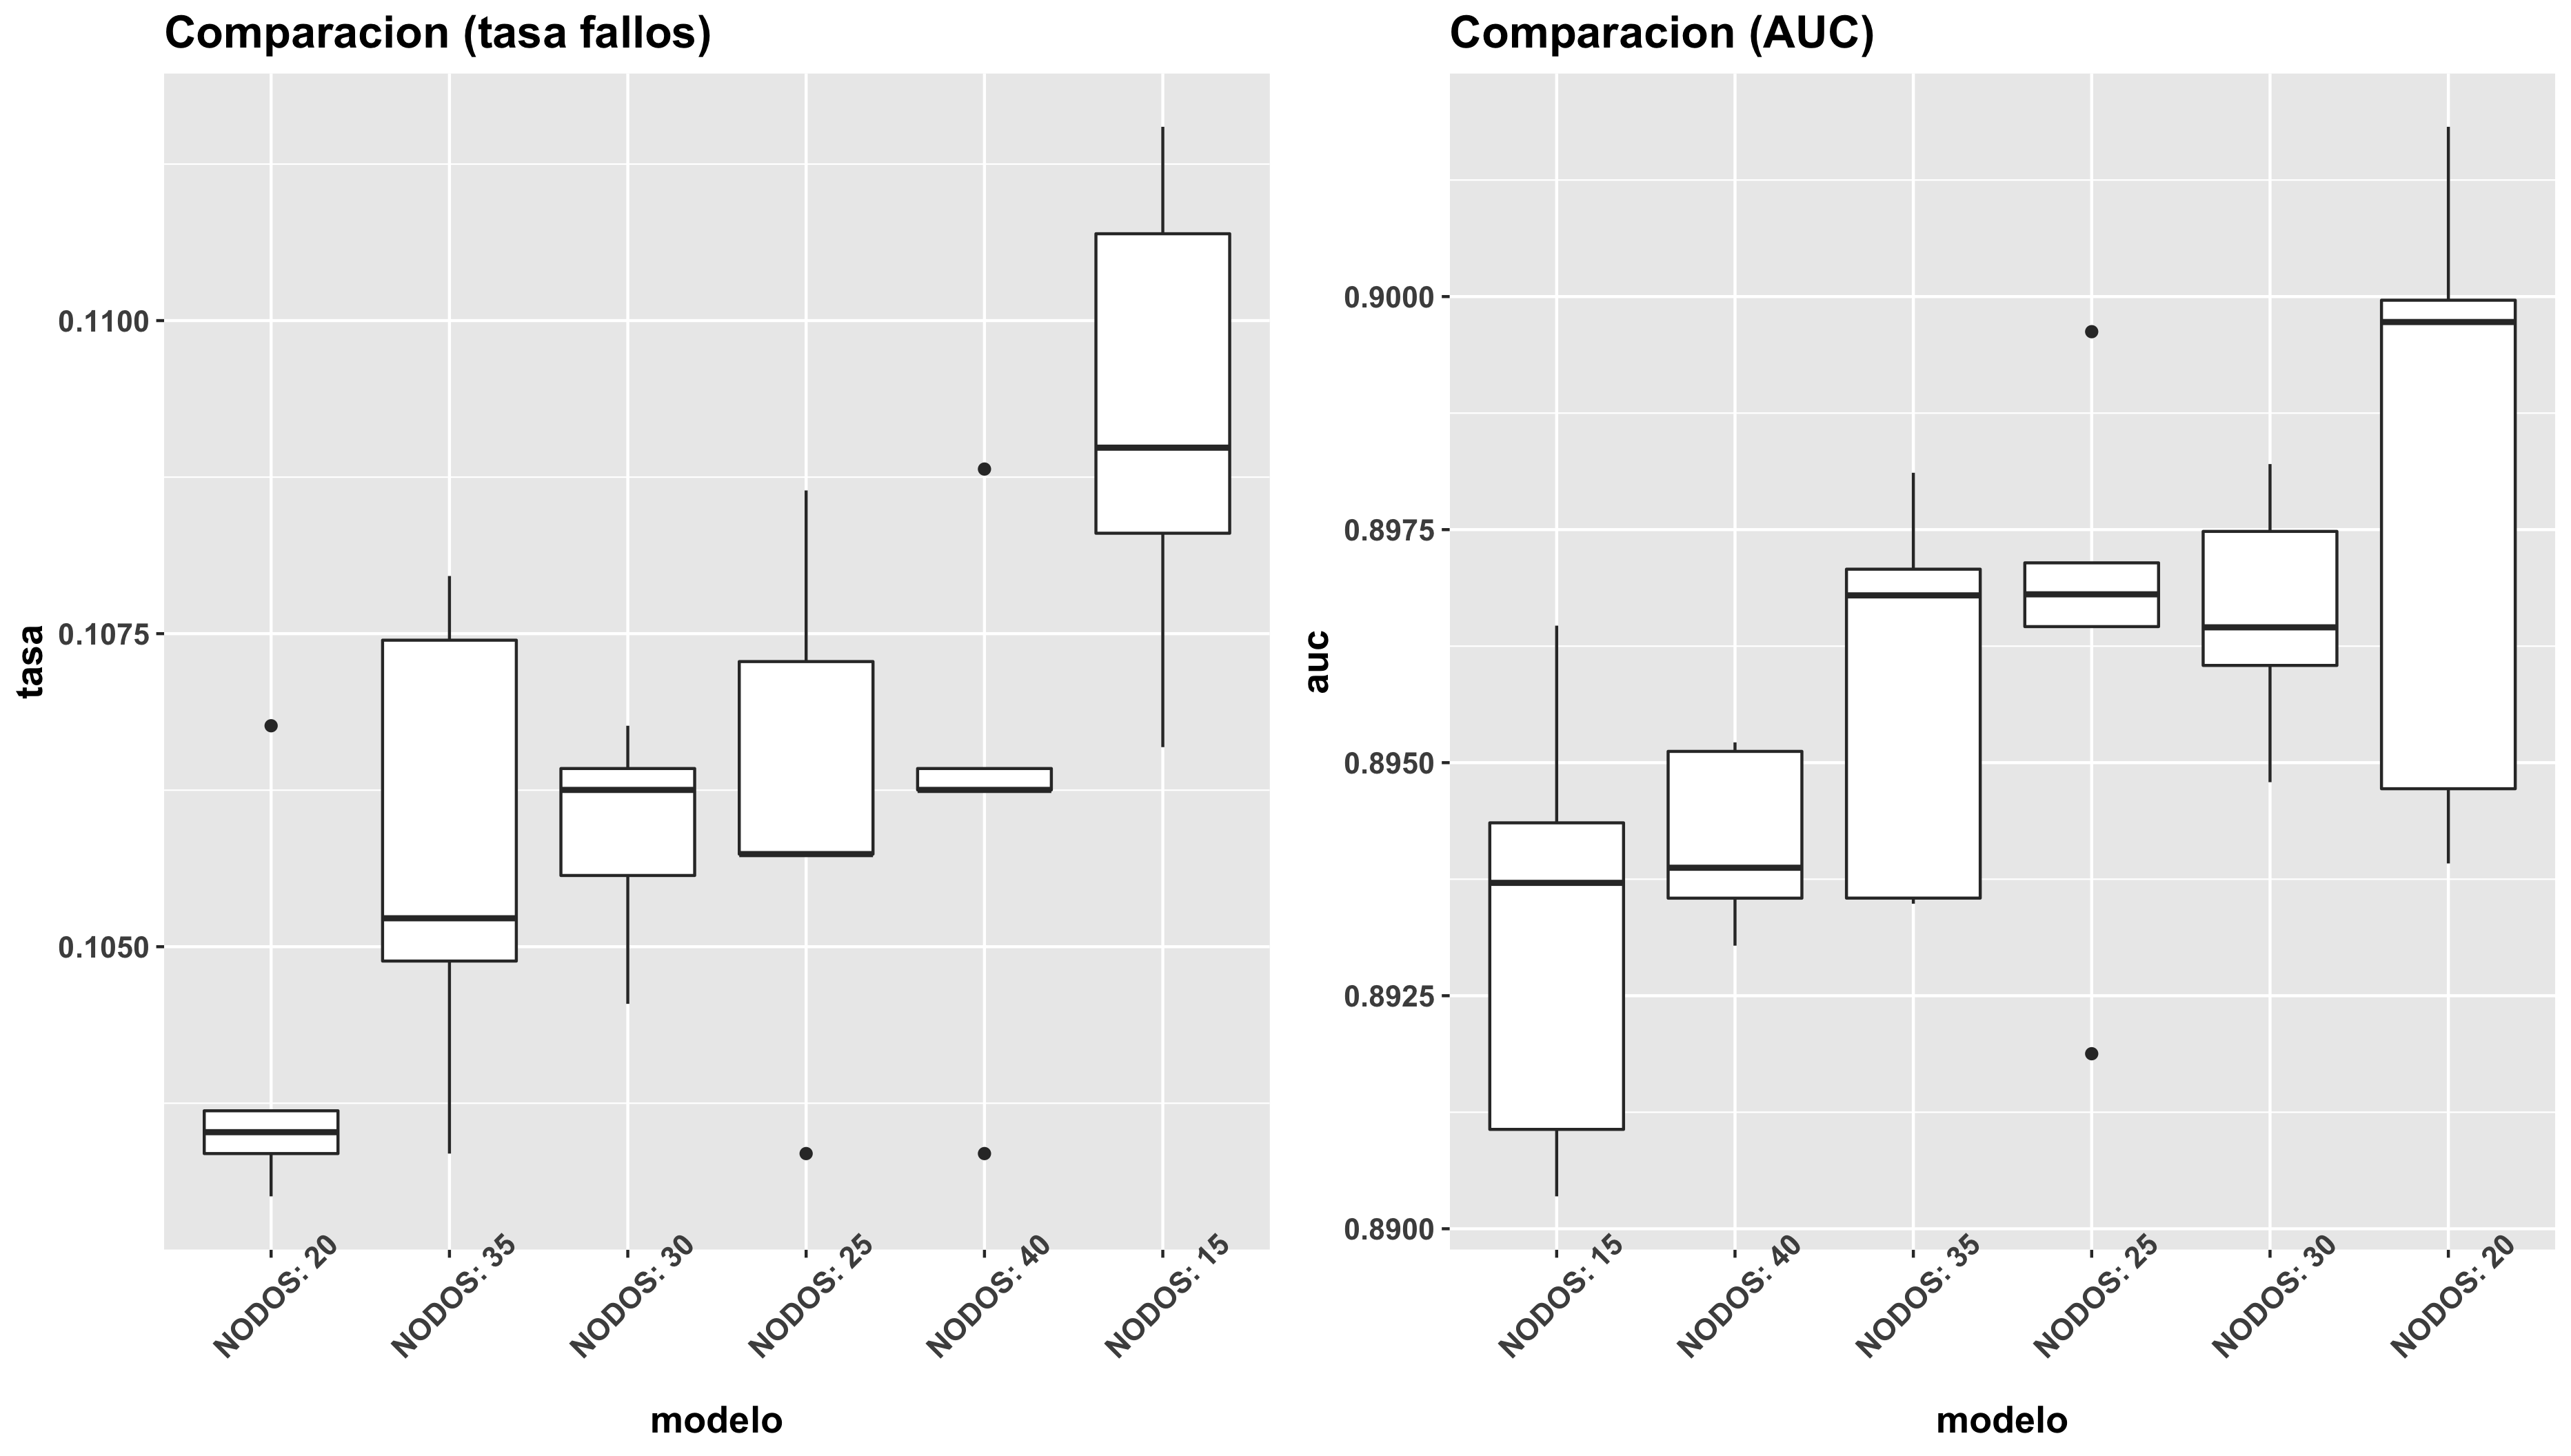 Comparacion (tasa fallos)
tasa
0.1100
0.1075
0.1050
NODOS: 20
NODOS: 35
NODOS: 30
NODOS: 25
NODOS: 40
NODOS: 15
modelo
Comparacion (AUC)
auc
0.9000
0.8975
0.8950
0.8925
0.8900
NODOS: 15
NODOS: 40
NODOS: 35
NODOS: 25
NODOS: 30
NODOS: 20
modelo